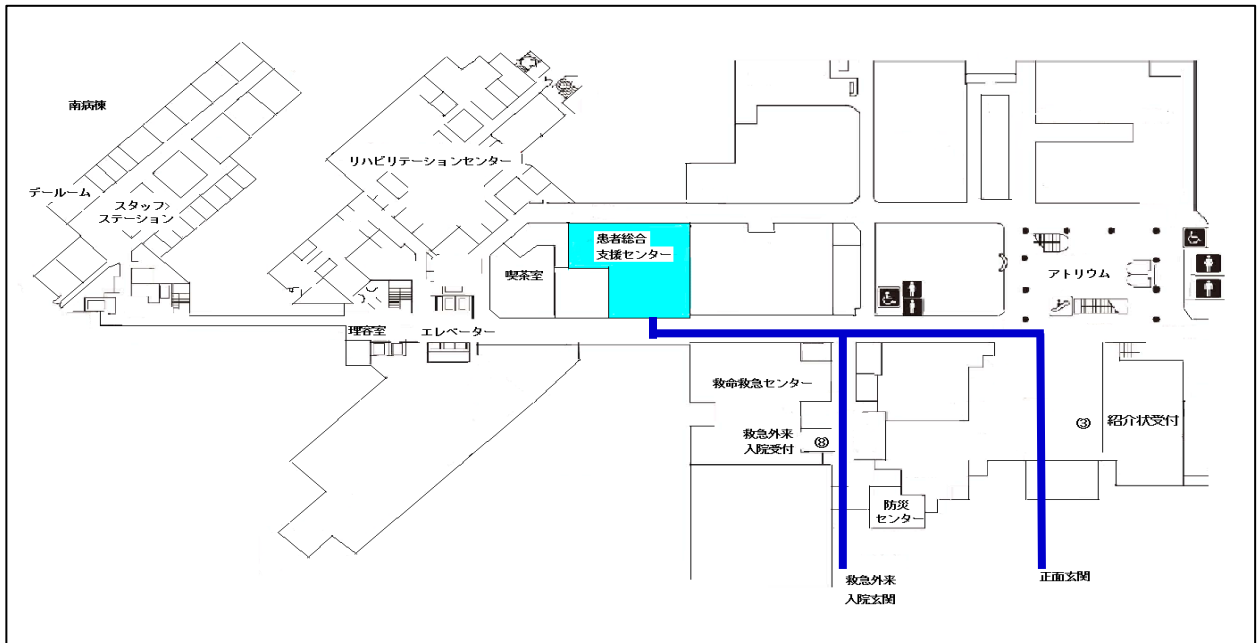 南病棟
デールーム
スタッフ
ステーション
リハビリテーションセンター
患者総合
支援センター
喫茶室
アトリウム
理容室
エレベーター
救命救急センター
救急外来
入院受付
⑧
③
紹介状受付
防災
センター
救急外来
入院玄関
正面玄関